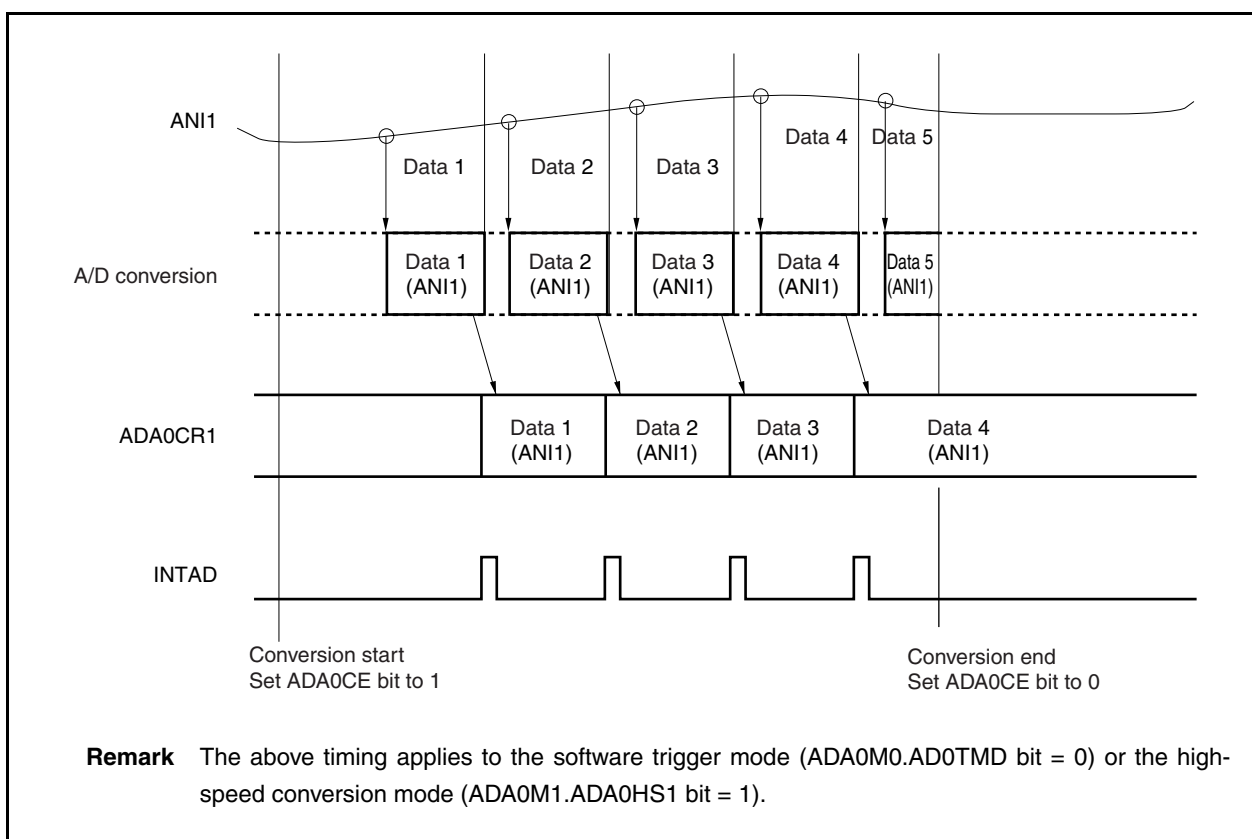 ANI1
Data 1
Data 2
Data 3
Data 4
Data 5
A/D conversion
Data 1
(ANI1)
Data 2
(ANI1)
Data 3
(ANI1)
Data 4
(ANI1)
Data 5
(ANI1)
ADA0CR1
Data 1
(ANI1)
Data 2
(ANI1)
Data 3
(ANI1)
Data 4
(ANI1)
INTAD
Conversion start
Set ADA0CE bit to 1
Conversion end
Set ADA0CE bit to 0
Remark The above timing applies to the software trigger mode (ADA0M0.AD0TMD bit = 0) or the high-
speed conversion mode (ADA0M1.ADA0HS1 bit = 1).